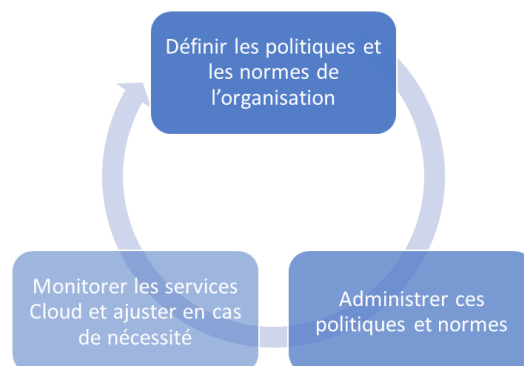 Définir les politiques et
les normes de
l’organisation
Administrer ces
politiques et normes
Monitorer les services
Cloud et ajuster en cas
de nécessité